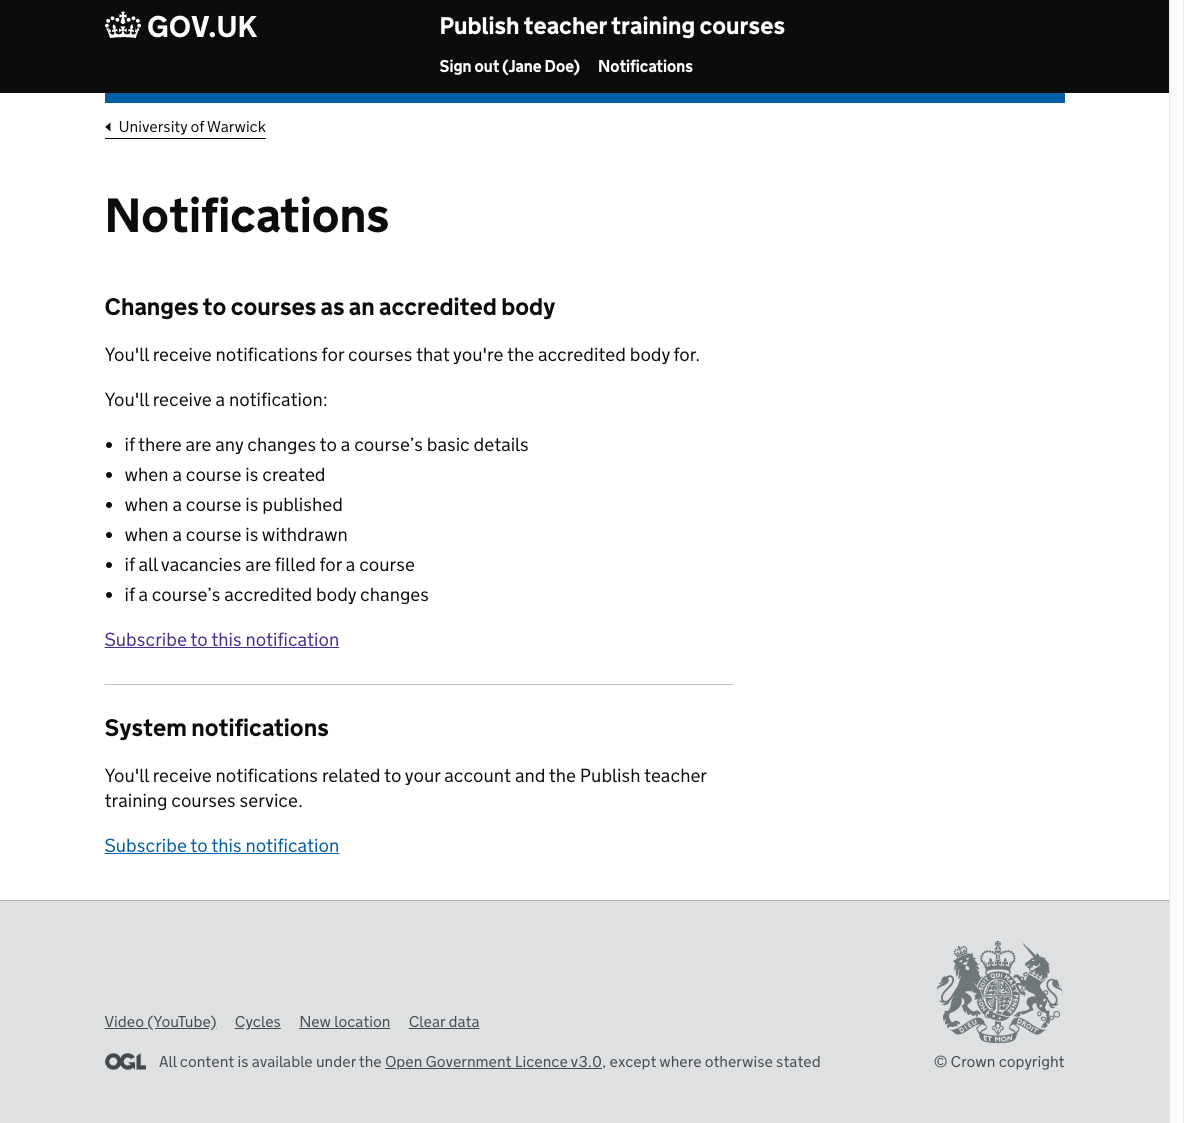 GOV.UK
Publish teacher training courses
Sign out (Jane Doe) Notifications
University of Warwick
Notifications
Changes to courses as an accredited body
You'll receive notifications for courses that you're the accredited body for.
You'll receive a notification:
• if there are any changes to a course’s basic details
• when a course is created
• when a course is published
• when a course is withdrawn
• if all vacancies are filled for a course
• if a course’s accredited body changes
Subscribe to this notification
System notifications
You'll receive notifications related to your account and the Publish teacher
training courses service.
Subscribe to this notification
Video (YouTube) Cycles New location Clear data
OGL All content is available under the Open Government Licence v3.0, except where otherwise stated
DIEU ET MON DROIT
© Crown copyright